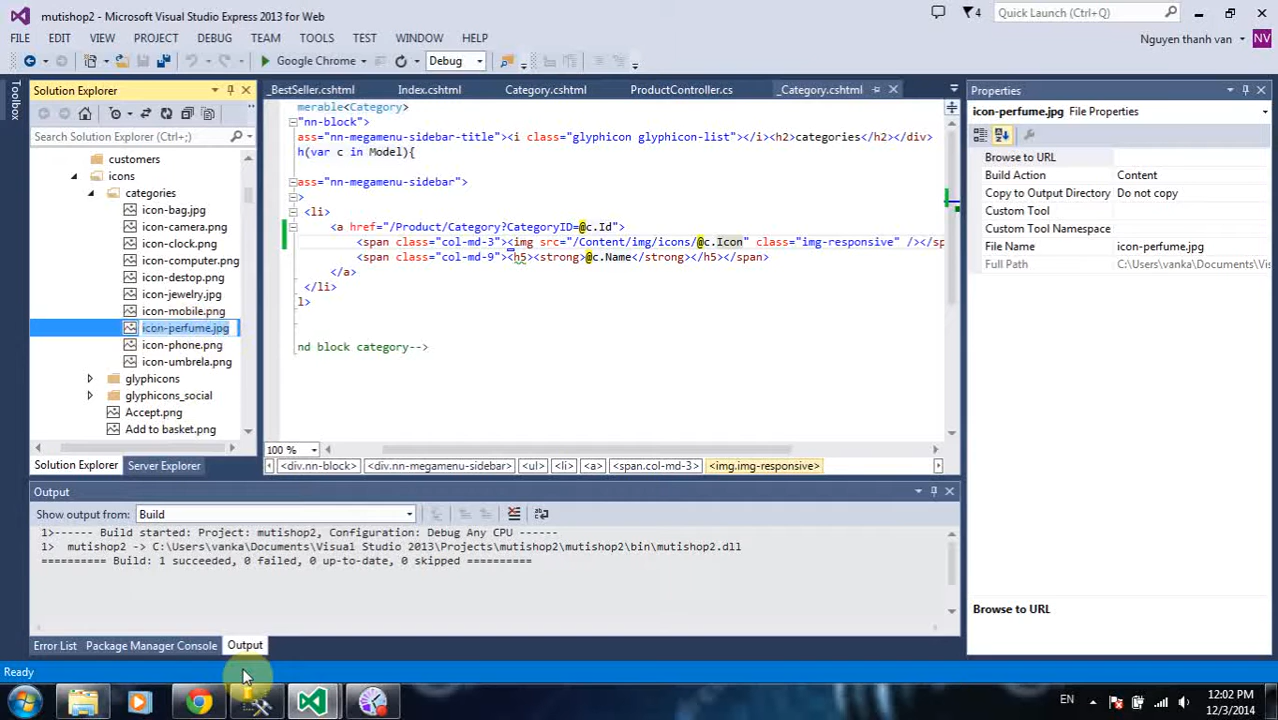 mutishop2 - Microsoft Visual Studio Express 2013 for Web
4
Quick Launch (Ctrl+Q)
FILE EDIT VIEW PROJECT DEBUG TEAM TOOLS TEST WINDOW HELP
Nguyen thanh van NV
Google Chrome Debug
Toolbox
Solution Explorer
Search Solution Explorer (Ctrl+;)
customers
icons
categories
icon-bag.jpg
icon-camera.png
icon-clock.png
icon-computer.png
icon-destop.png
icon-jewelry.jpg
icon-mobile.png
icon-perfume.jpg
icon-phone.png
icon-umbrela.png
glyphicons
glyphicons_social
Accept.png
Add to basket.png
Solution Explorer Server Explorer
_BestSeller.cshtml Index.cshtml Category.cshtml ProductController.cs _Category.cshtml
merable<Category>
"nn-block">
ass="nn-megamenu-sidebar-title"><i class="glyphicon glyphicon-list"></i><h2>categories</h2></div>
h(var c in Model){
ass="nn-megamenu-sidebar">
>
<li>
<a href="/Product/Category?CategoryID=@c.Id">
<span class="col-md-3"><img src="/Content/img/icons/@c.Icon" class="img-responsive" /></sp
<span class="col-md-9"><h5><strong>@c.Name</strong></h5></span>
</a>
</li>
l>
nd block category-->
100 %
<div.nn-block> <div.nn-megamenu-sidebar> <ul> <li> <a> <span.col-md-3> <img.img-responsive>
Properties
icon-perfume.jpg File Properties
Browse to URL
Build Action Content
Copy to Output Directory Do not copy
Custom Tool
Custom Tool Namespace
File Name icon-perfume.jpg
Full Path C:\Users\vanka\Documents\Vis
Browse to URL
Output
Show output from: Build
1>------ Build started: Project: mutishop2, Configuration: Debug Any CPU ------
1> mutishop2 -> C:\Users\vanka\Documents\Visual Studio 2013\Projects\mutishop2\mutishop2\bin\mutishop2.dll
========== Build: 1 succeeded, 0 failed, 0 up-to-date, 0 skipped ==========
Error List Package Manager Console Output
Ready
EN
12:02 PM
12/3/2014